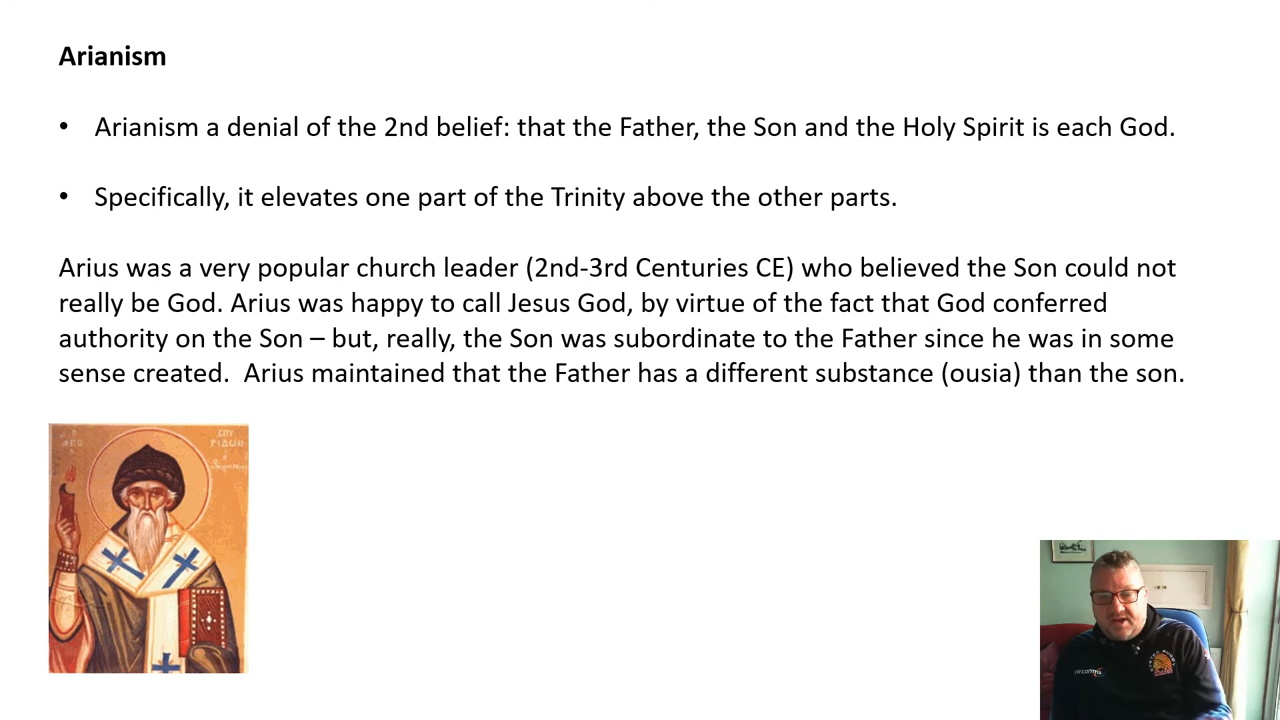 Arianism
• Arianism a denial of the 2nd belief: that the Father, the Son and the Holy Spirit is each God.
• Specifically, it elevates one part of the Trinity above the other parts.
Arius was a very popular church leader (2nd-3rd Centuries CE) who believed the Son could not
really be God. Arius was happy to call Jesus God, by virtue of the fact that God conferred
authority on the Son – but, really, the Son was subordinate to the Father since he was in some
sense created.  Arius maintained that the Father has a different substance (ousia) than the son.